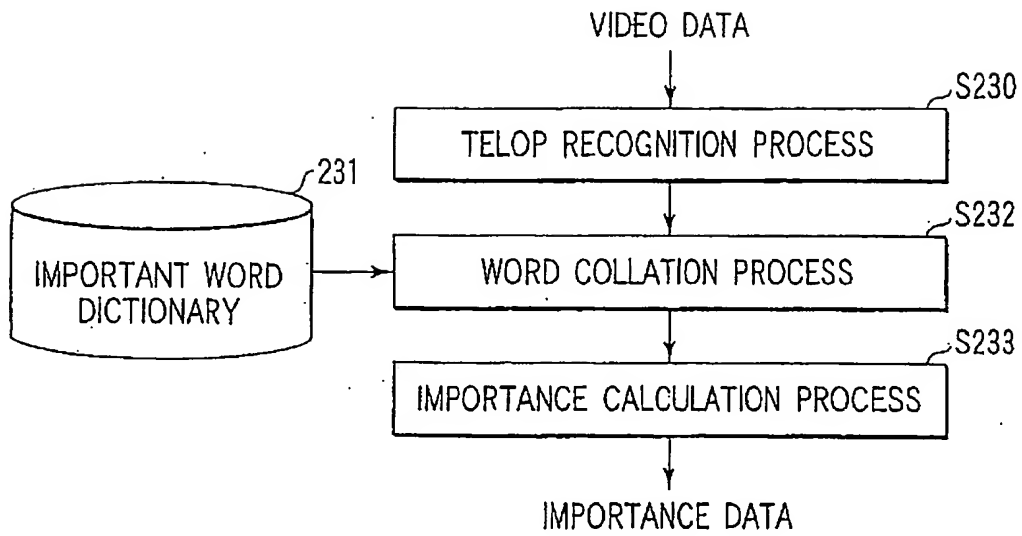 VIDEO DATA
S230
TELOP RECOGNITION PROCESS
231
S232
IMPORTANT WORD
DICTIONARY
WORD COLLATION PROCESS
S233
IMPORTANCE CALCULATION PROCESS
IMPORTANCE DATA